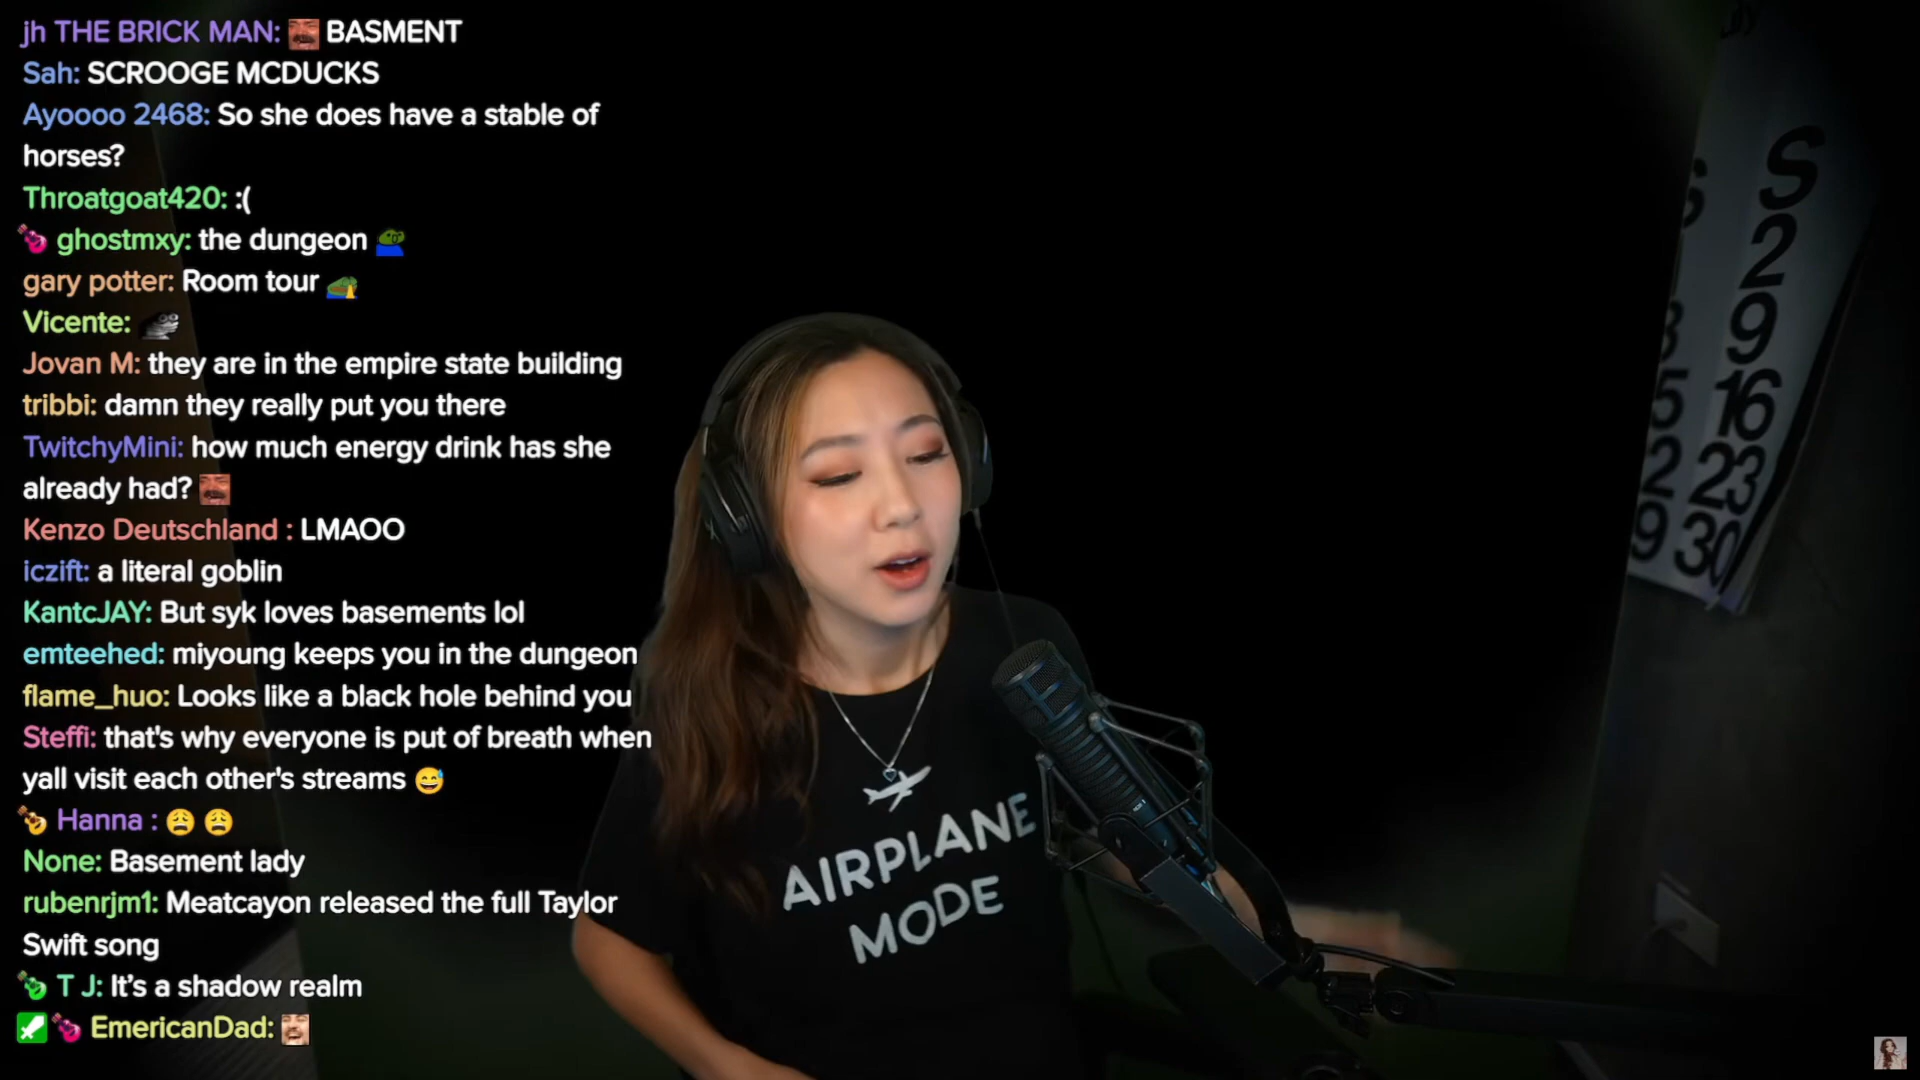 jh THE BRICK MAN: BASMENT
Sah: SCROOGE MCDUCKS
Ayoooo 2468: So she does have a stable of
horses?
Throatgoat420: :(
ghostmxy: the dungeon
gary potter: Room tour
Vicente:
Jovan M: they are in the empire state building
tribbi: damn they really put you there
TwitchyMini: how much energy drink has she
already had?
Kenzo Deutschland : LMAOO
iczift: a literal goblin
KantcJAY: But syk loves basements lol
emteehed: miyoung keeps you in the dungeon
flame_huo: Looks like a black hole behind you
Steffi: that's why everyone is put of breath when
yall visit each other's streams 😅
Hanna : 😩 😩
None: Basement lady
rubenrjm1: Meatcayon released the full Taylor
Swift song
T J: It’s a shadow realm
EmericanDad:
AIRPLANE
MODE
S
2
9
16
23
9 30